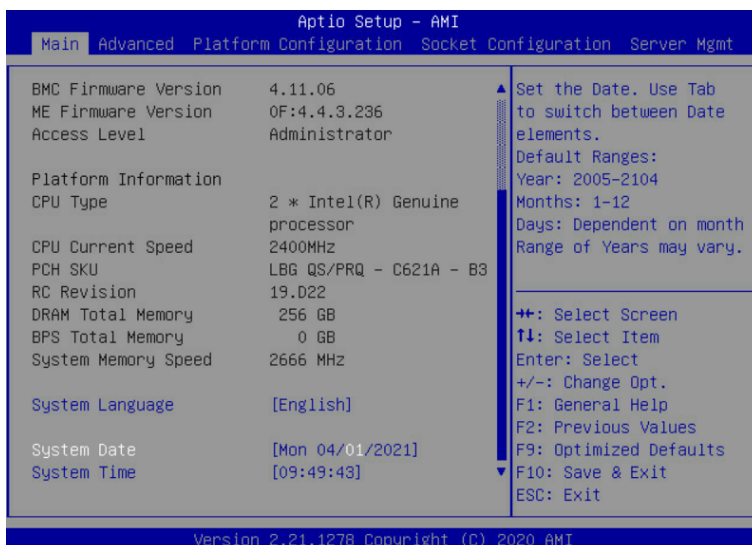 Aptio Setup – AMI
Main Advanced Platform Configuration Socket Configuration Server Mgmt
BMC Firmware Version 4.11.06
ME Firmware Version 0F:4.4.3.236
Access Level Administrator
Platform Information
CPU Type 2 * Intel(R) Genuine
processor
CPU Current Speed 2400MHz
PCH SKU LBG QS/PRQ - C621A - B3
RC Revision 19.D22
DRAM Total Memory 256 GB
BPS Total Memory 0 GB
System Memory Speed 2666 MHz
System Language [English]
System Date [Mon 04/01/2021]
System Time [09:49:43]
Set the Date. Use Tab
to switch between Date
elements.
Default Ranges:
Year: 2005-2104
Months: 1-12
Days: Dependent on month
Range of Years may vary.
→←: Select Screen
↑↓: Select Item
Enter: Select
+/-: Change Opt.
F1: General Help
F2: Previous Values
F9: Optimized Defaults
F10: Save & Exit
ESC: Exit
Version 2.21.1278 Copyright (C) 2020 AMI